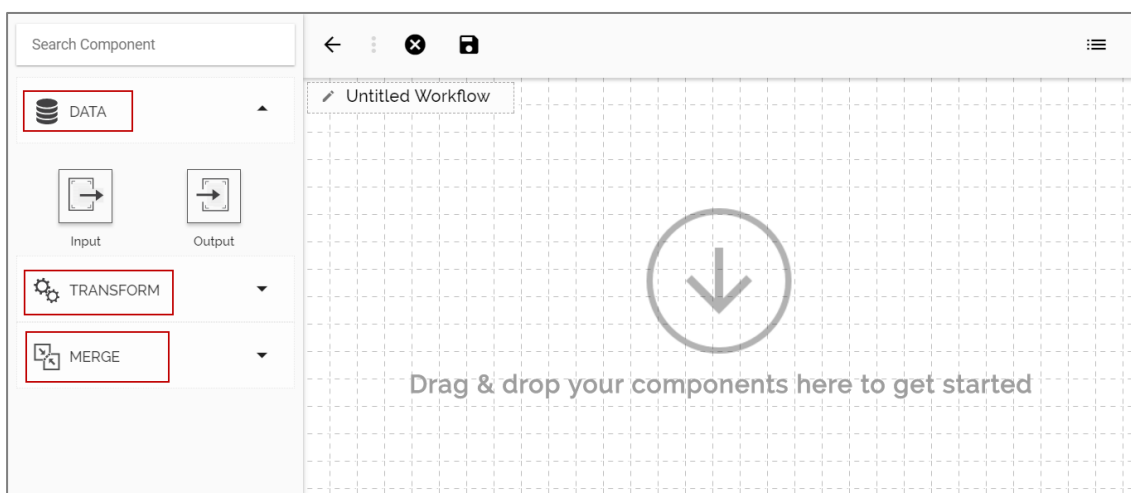 Search Component
DATA
Input
Output
TRANSFORM
MERGE
Untitled Workflow
Drag & drop your components here to get started